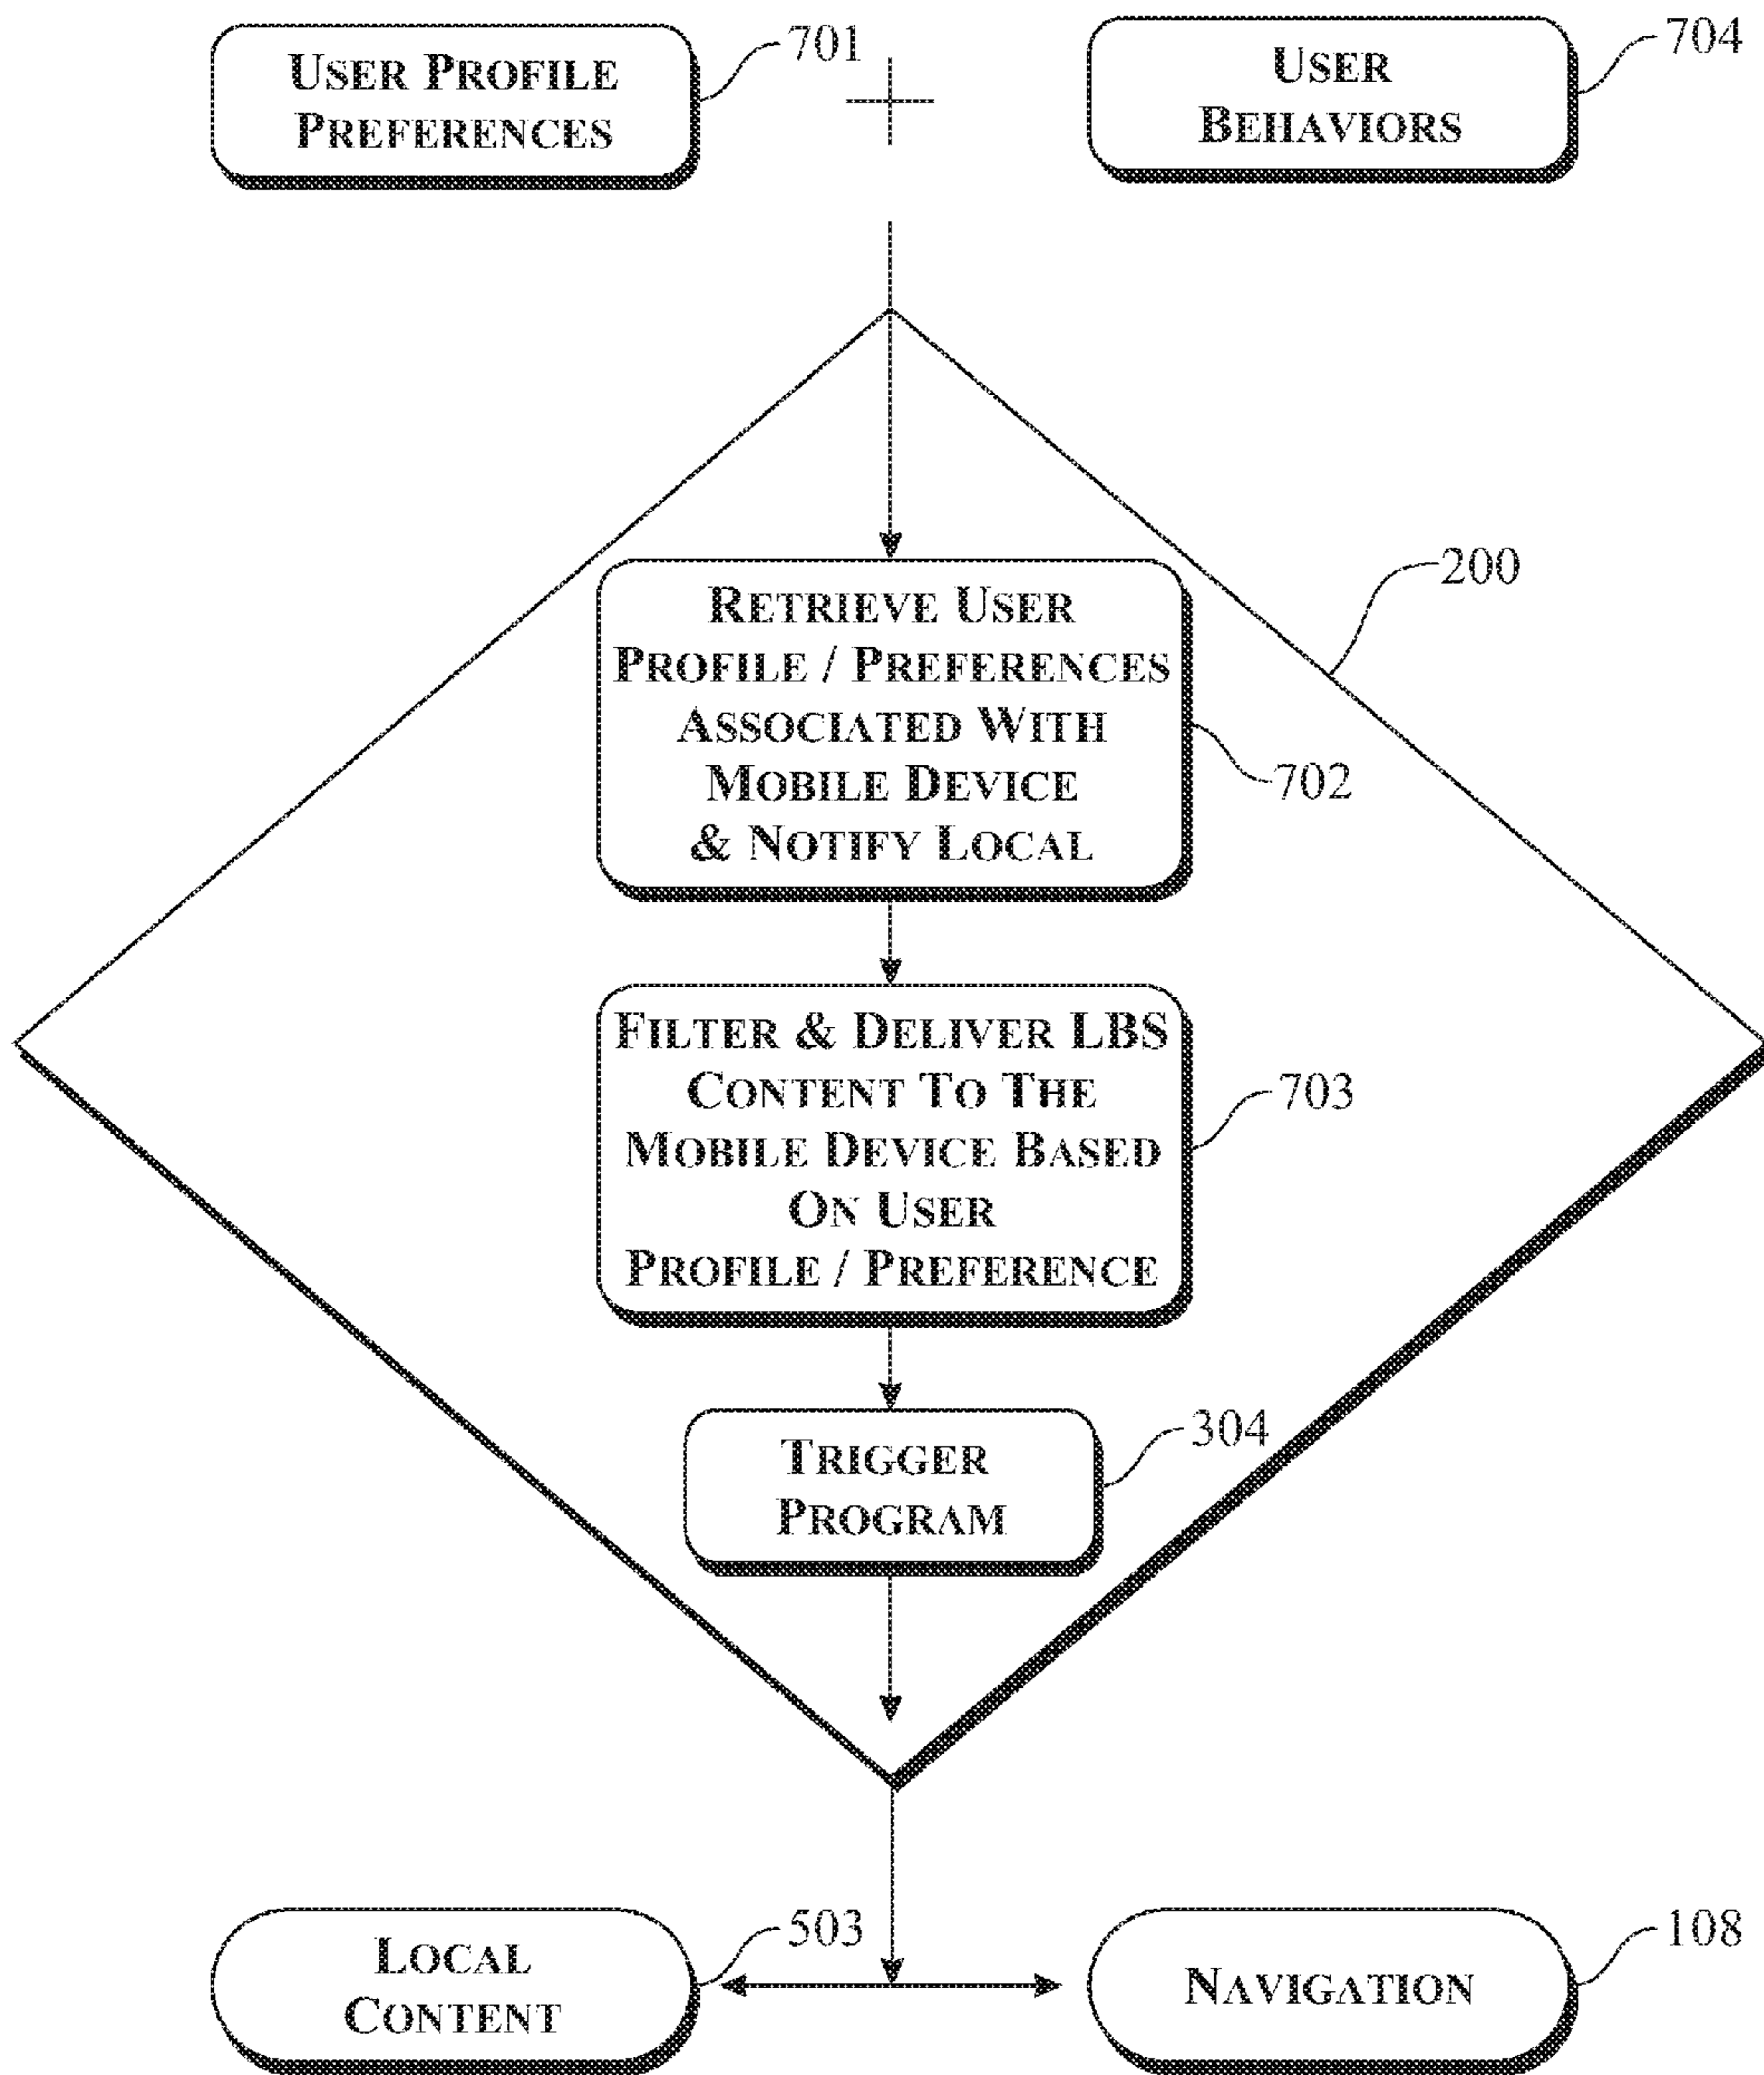 USER PROFILE
PREFERENCES
701
USER
BEHAVIORS
704
200
RETRIEVE USER
PROFILE / PREFERENCES
ASSOCIATED WITH
MOBILE DEVICE
& NOTIFY LOCAL
702
FILTER & DELIVER LBS
CONTENT TO THE
MOBILE DEVICE BASED
ON USER
PROFILE / PREFERENCE
703
TRIGGER
PROGRAM
304
LOCAL
CONTENT
503
NAVIGATION
108